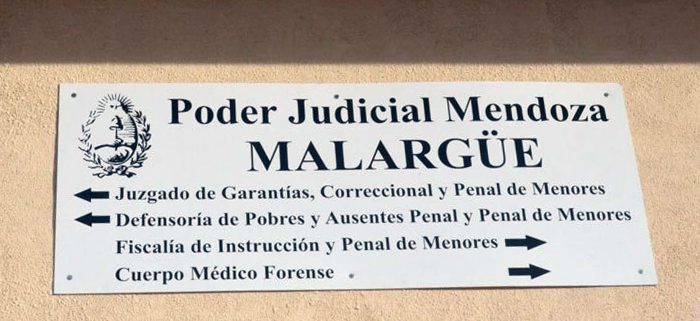 Poder Judicial Mendoza
MALARGÜE
← Juzgado de Garantías, Correccional y Penal de Menores
← Defensoría de Pobres y Ausentes Penal y Penal de Menores
Fiscalía de Instrucción y Penal de Menores →
Cuerpo Médico Forense →